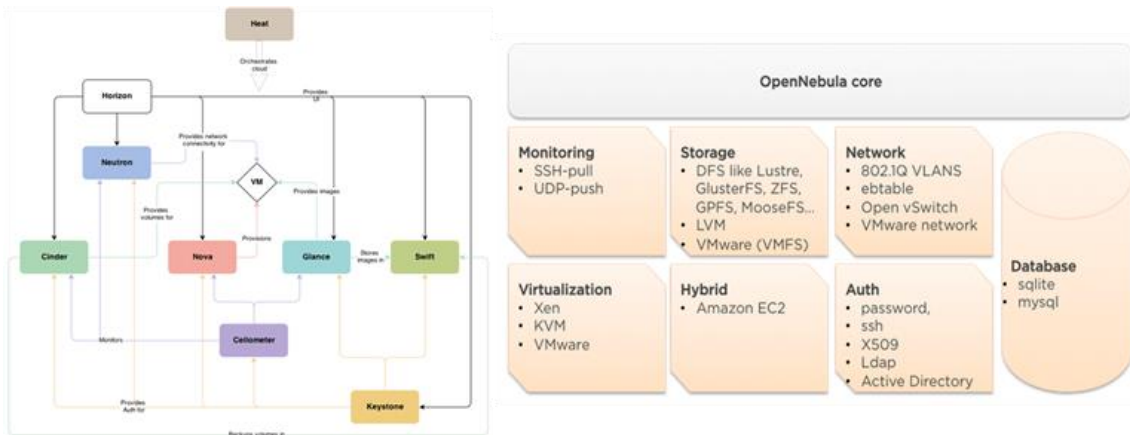 Heat
Orchestrates
cloud
Horizon
Provides
UI
Provides network
connectivity for
Neutron
VM
Provides images
Provides
volumes for
Provisions
Cinder
Nova
Glance
Stores
images in
Swift
Ceilometer
Monitors
Provides
Auth for
Keystone
Backups volumes in
OpenNebula core
Monitoring
• SSH-pull
• UDP-push
Storage
• DFS like Lustre,
GlusterFS, ZFS,
GPFS, MooseFS...
• LVM
• VMware (VMFS)
Network
• 802.1Q VLANS
• ebtable
• Open vSwitch
• VMware network
Virtualization
• Xen
• KVM
• VMware
Hybrid
• Amazon EC2
Auth
• password,
• ssh
• X509
• Ldap
• Active Directory
Database
• sqlite
• mysql